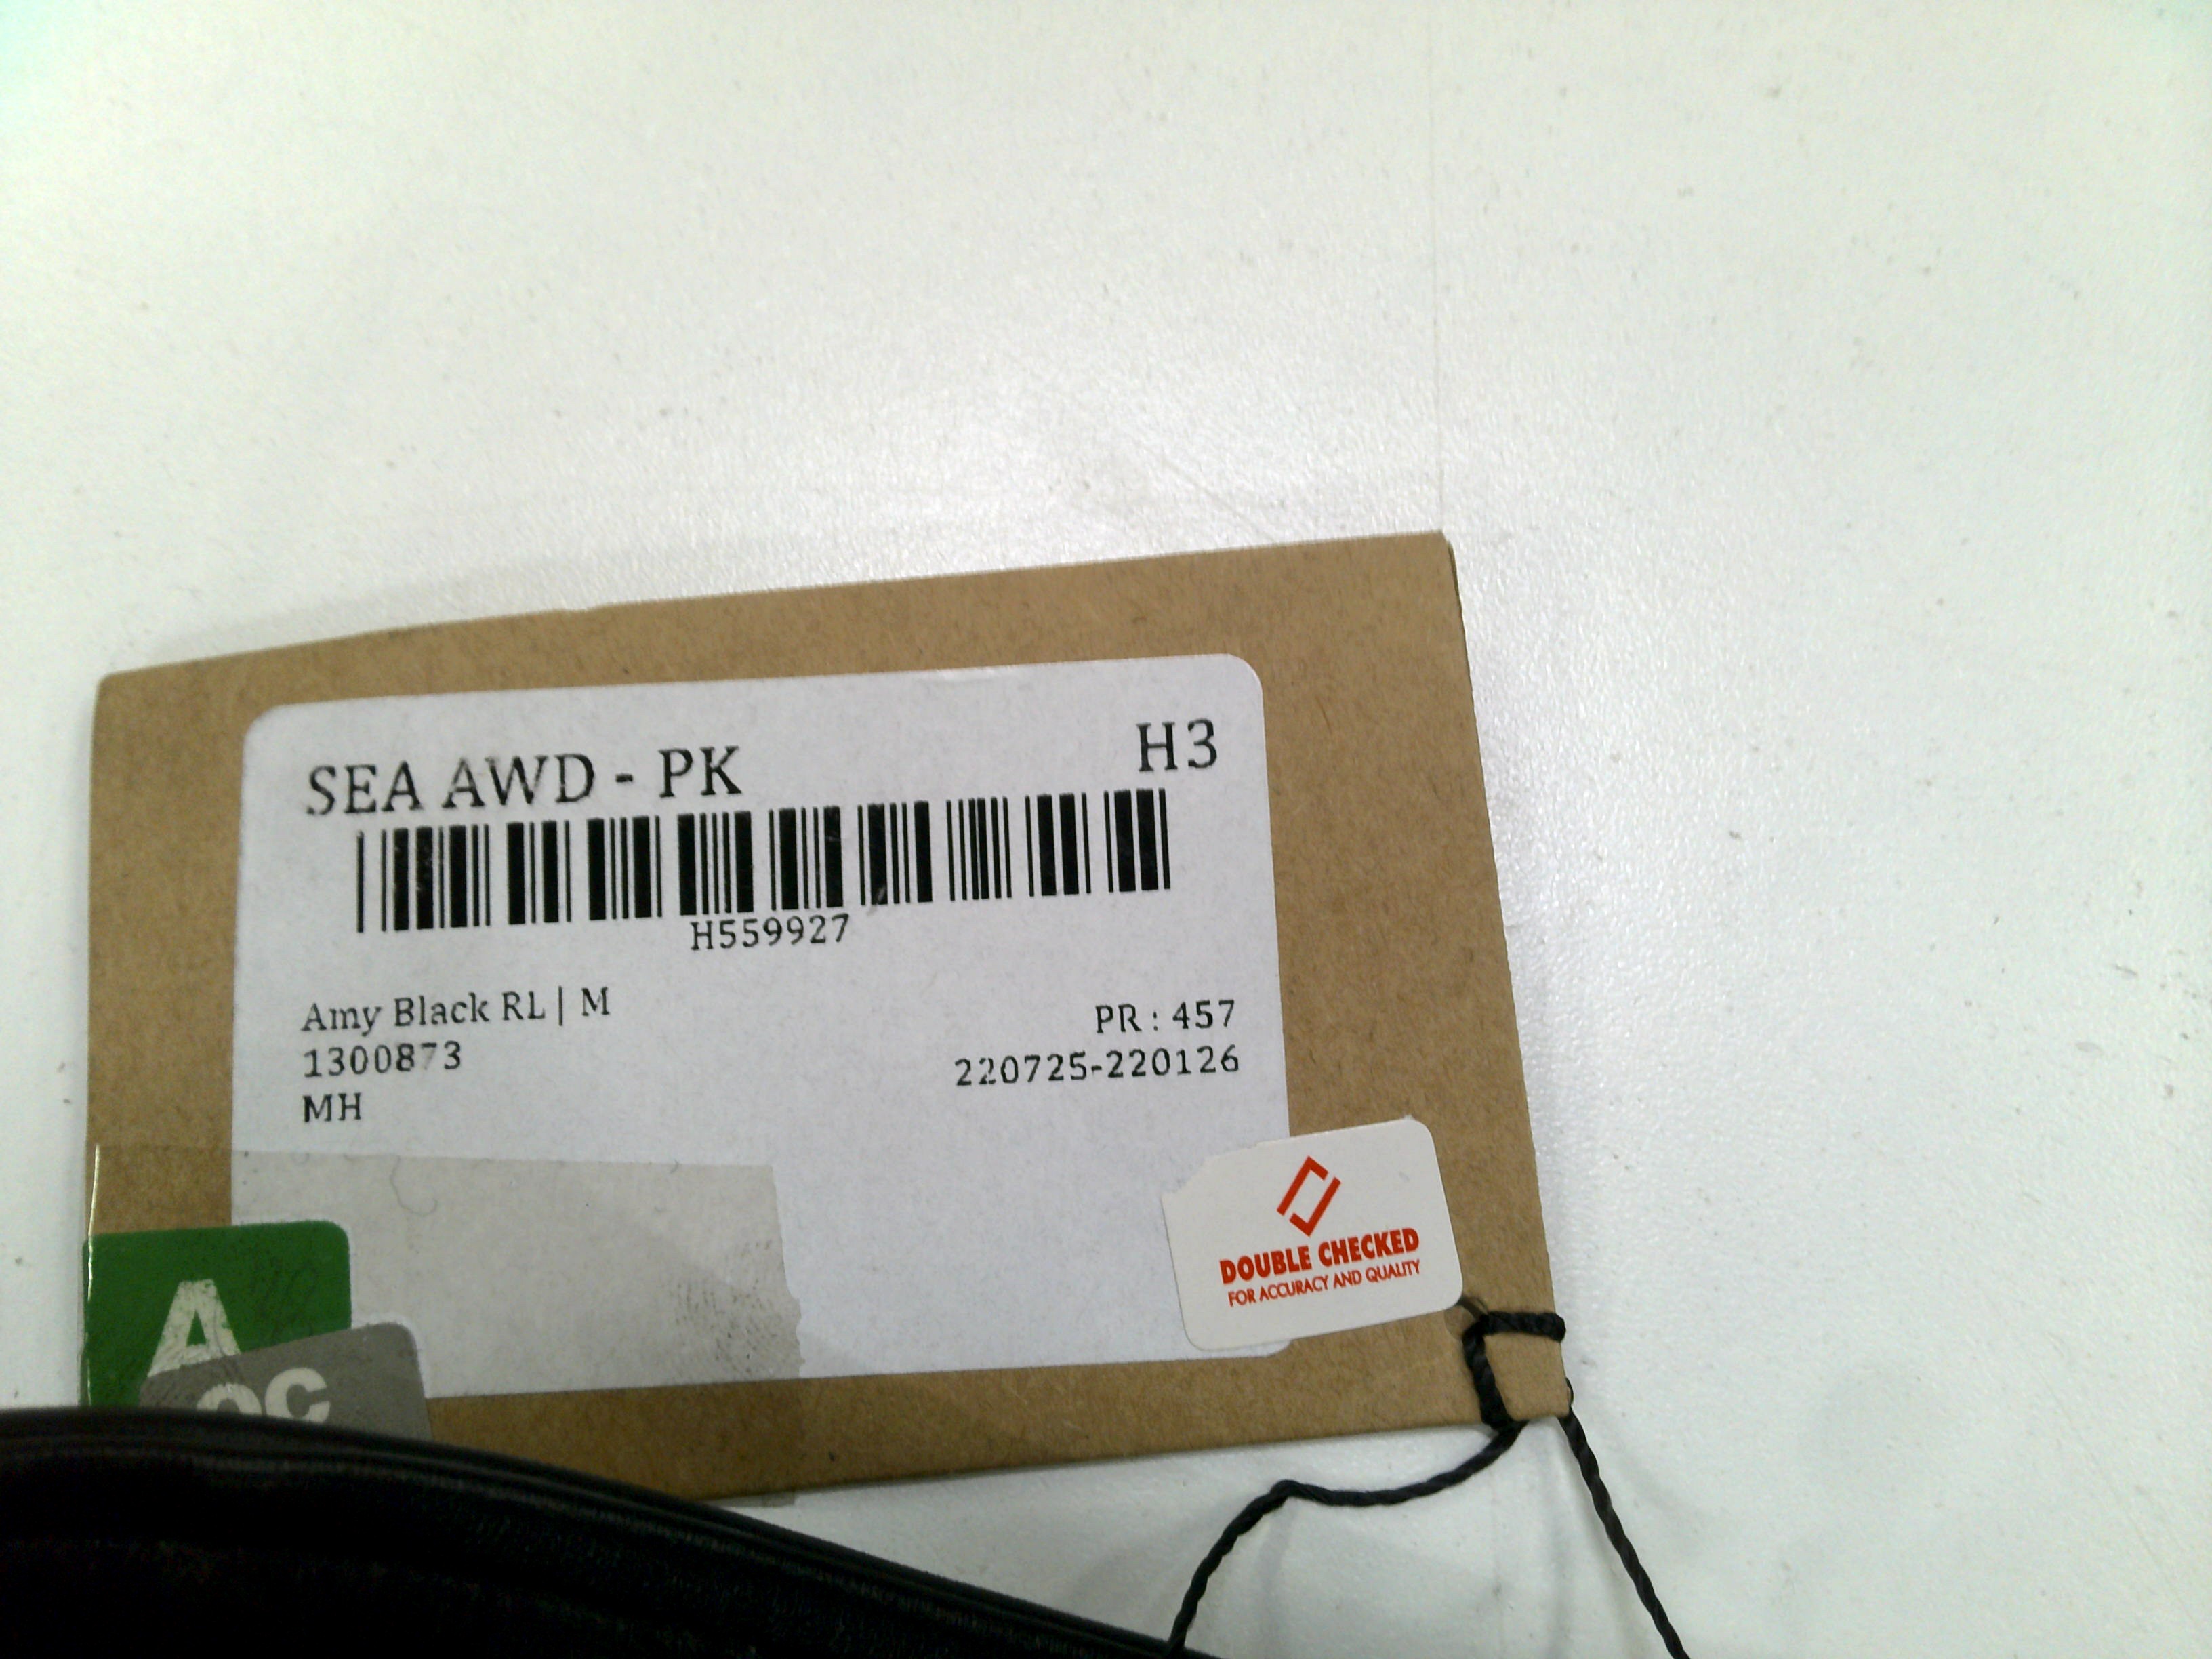 SEA AWD - PK
H3
H559927
Amy Black RL | M
PR : 457
1300873
220725-220126
MH
DOUBLE CHECKED
FOR ACCURACY AND QUALITY
A